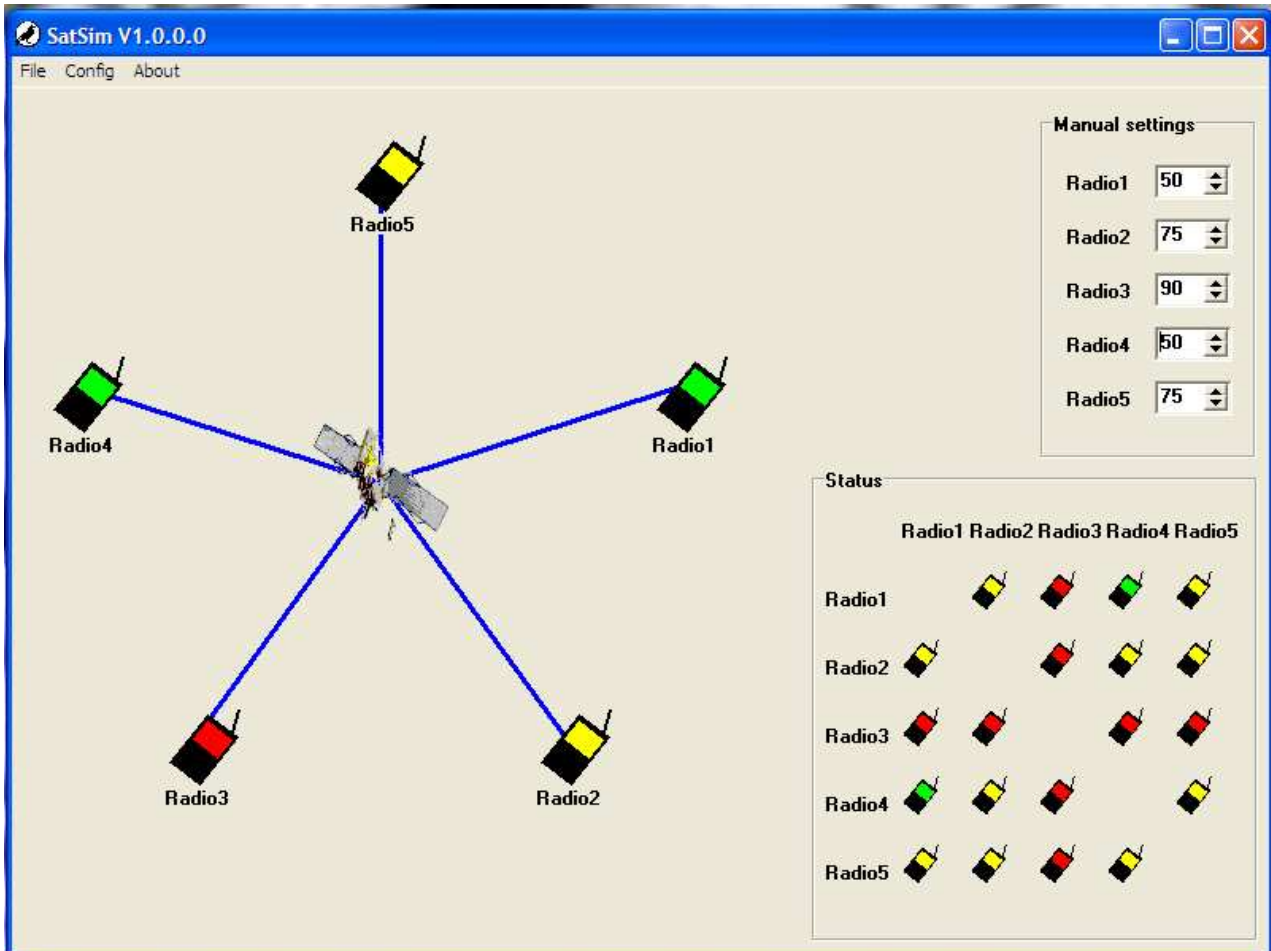 SatSim V1.0.0.0
File Config About
Radio5
Radio4
Radio1
Radio3
Radio2
Manual settings
Radio1 50
Radio2 75
Radio3 90
Radio4 50
Radio5 75
Status
Radio1 Radio2 Radio3 Radio4 Radio5
Radio1
Radio2
Radio3
Radio4
Radio5